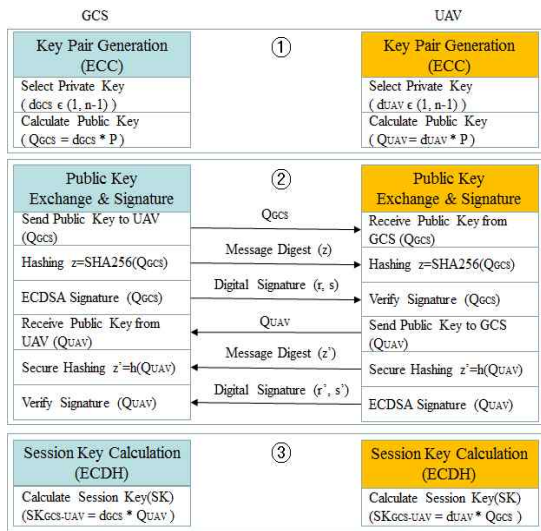 GCS
UAV
①
Key Pair Generation
(ECC)
Select Private Key
( dGCS ϵ (1, n-1) )
Calculate Public Key
( QGCS = dGCS * P)
Key Pair Generation
(ECC)
Select Private Key
( dUAV ϵ (1, n-1) )
Calculate Public Key
( QUAV = dUAV * P)
②
Public Key
Exchange & Signature
Send Public Key to UAV
(QGCS)
Hashing z=SHA256(QGCS)
ECDSA Signature (QGCS)
Receive Public Key from
UAV (QUAV)
Secure Hashing z’=h(QUAV)
Verify Signature (QUAV)
QGCS
Message Digest (z)
Digital Signature (r, s)
QUAV
Message Digest (z’)
Digital Signature (r’, s’)
Public Key
Exchange & Signature
Receive Public Key from
GCS (QGCS)
Hashing z=SHA256(QGCS)
Verify Signature (QGCS)
Send Public Key to GCS
(QUAV)
Secure Hashing z’=h(QUAV)
ECDSA Signature (QUAV)
③
Session Key Calculation
(ECDH)
Calculate Session Key(SK)
(SKGCS-UAV = dGCS * QUAV )
Session Key Calculation
(ECDH)
Calculate Session Key(SK)
(SKGCS-UAV = dUAV * QGCS )